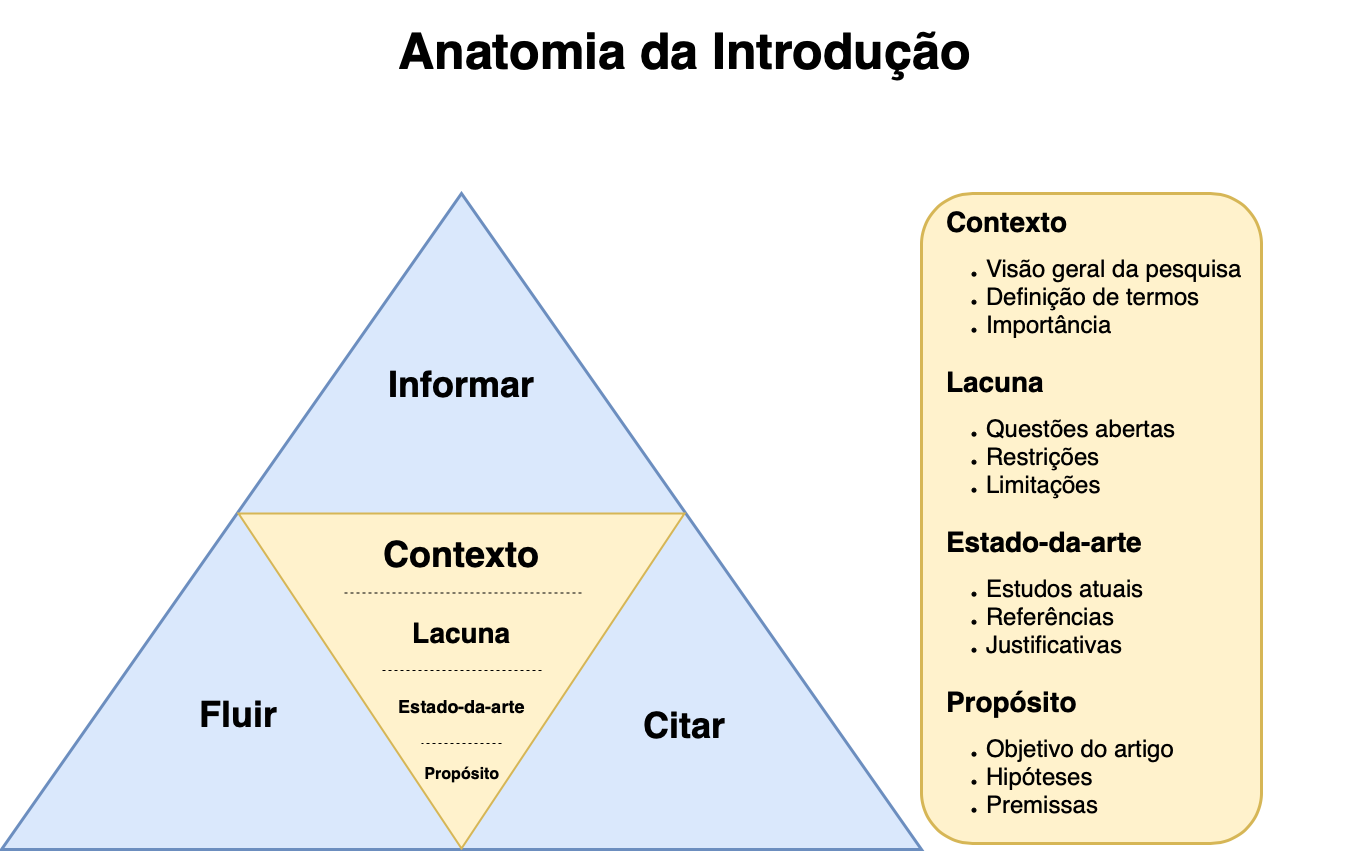 Anatomia da Introdução
Informar
Contexto
Lacuna
Estado-da-arte
Propósito
Fluir
Citar
Contexto
• Visão geral da pesquisa
• Definição de termos
• Importância
Lacuna
• Questões abertas
• Restrições
• Limitações
Estado-da-arte
• Estudos atuais
• Referências
• Justificativas
Propósito
• Objetivo do artigo
• Hipóteses
• Premissas